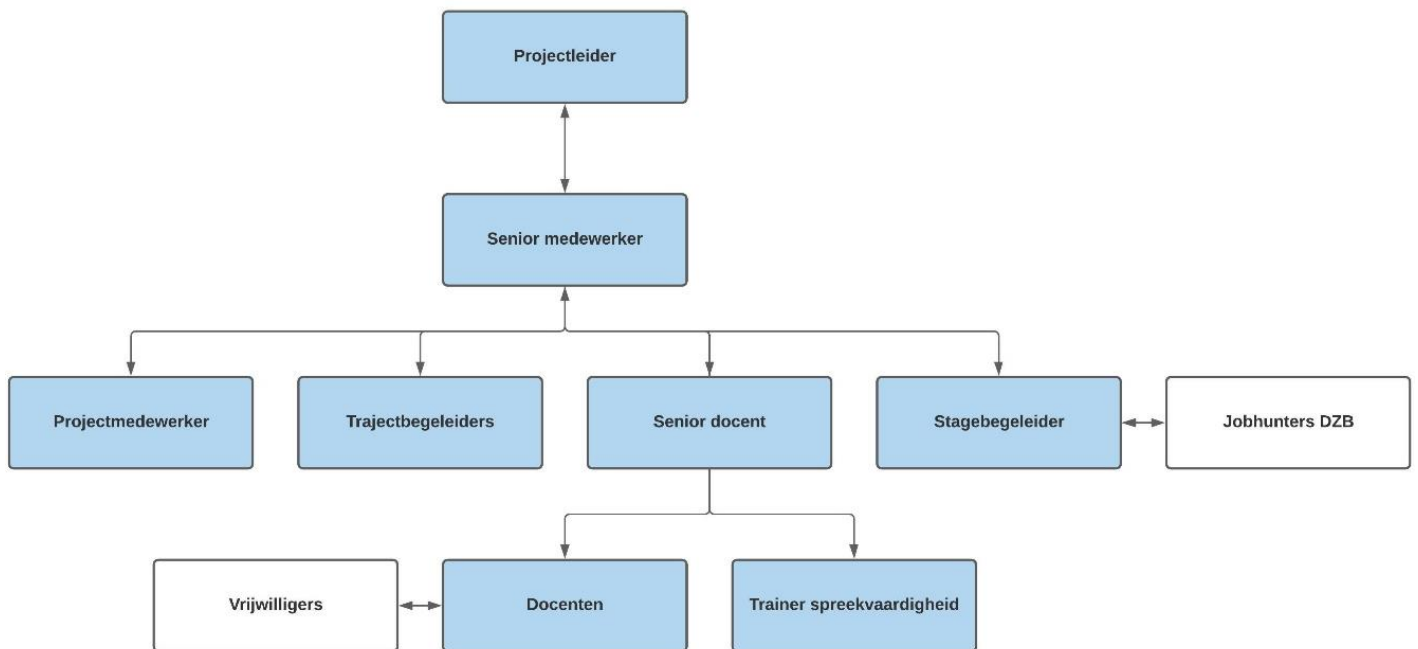 Projectleider
Senior medewerker
Projectmedewerker
Trajectbegeleiders
Senior docent
Stagebegeleider
Jobhunters DZB
Vrijwilligers
Docenten
Trainer spreekvaardigheid